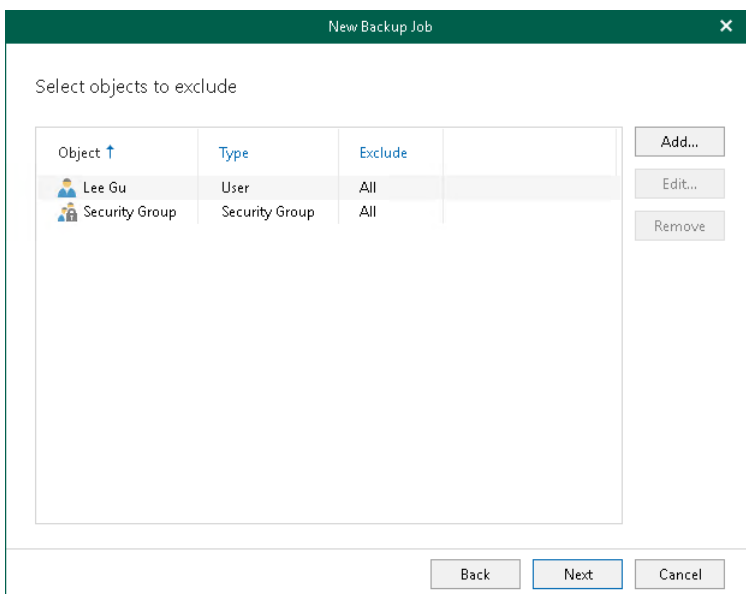 New Backup Job
Select objects to exclude
Object ↑ Type Exclude
Lee Gu User All
Security Group Security Group All
Add...
Edit...
Remove
Back Next Cancel